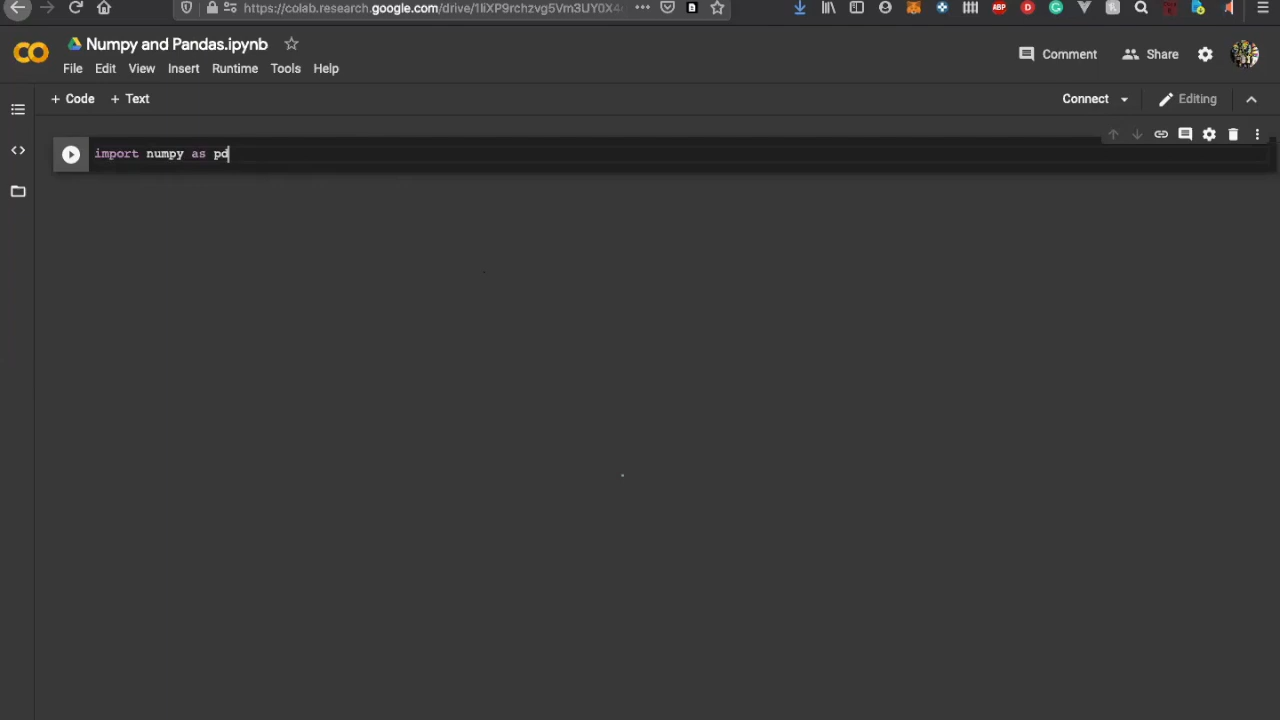 https://colab.research.google.com/drive/1liXP9rchzvg5Vm3UY0X4
ABP
Numpy and Pandas.ipynb
Comment
Share
File Edit View Insert Runtime Tools Help
+ Code + Text
Connect
Editing
import numpy as pd